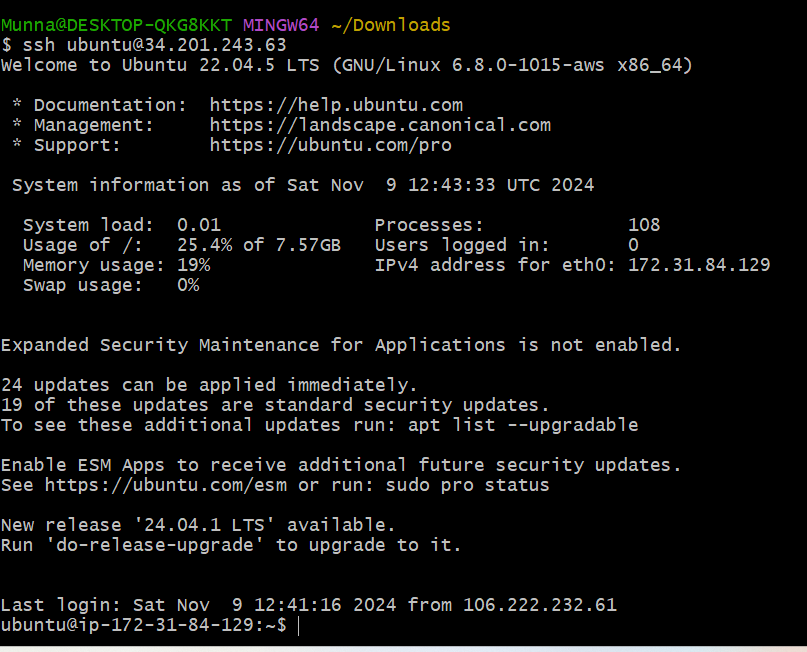 Munna@DESKTOP-QKG8KKT MINGW64 ~/Downloads
$ ssh ubuntu@34.201.243.63
Welcome to Ubuntu 22.04.5 LTS (GNU/Linux 6.8.0-1015-aws x86_64)

 * Documentation:  https://help.ubuntu.com
 * Management:     https://landscape.canonical.com
 * Support:        https://ubuntu.com/pro

 System information as of Sat Nov  9 12:43:33 UTC 2024

  System load:  0.01              Processes:             108
  Usage of /:   25.4% of 7.57GB   Users logged in:       0
  Memory usage: 19%               IPv4 address for eth0: 172.31.84.129
  Swap usage:   0%


Expanded Security Maintenance for Applications is not enabled.

24 updates can be applied immediately.
19 of these updates are standard security updates.
To see these additional updates run: apt list --upgradable

Enable ESM Apps to receive additional future security updates.
See https://ubuntu.com/esm or run: sudo pro status

New release '24.04.1 LTS' available.
Run 'do-release-upgrade' to upgrade to it.


Last login: Sat Nov  9 12:41:16 2024 from 106.222.232.61
ubuntu@ip-172-31-84-129:~$